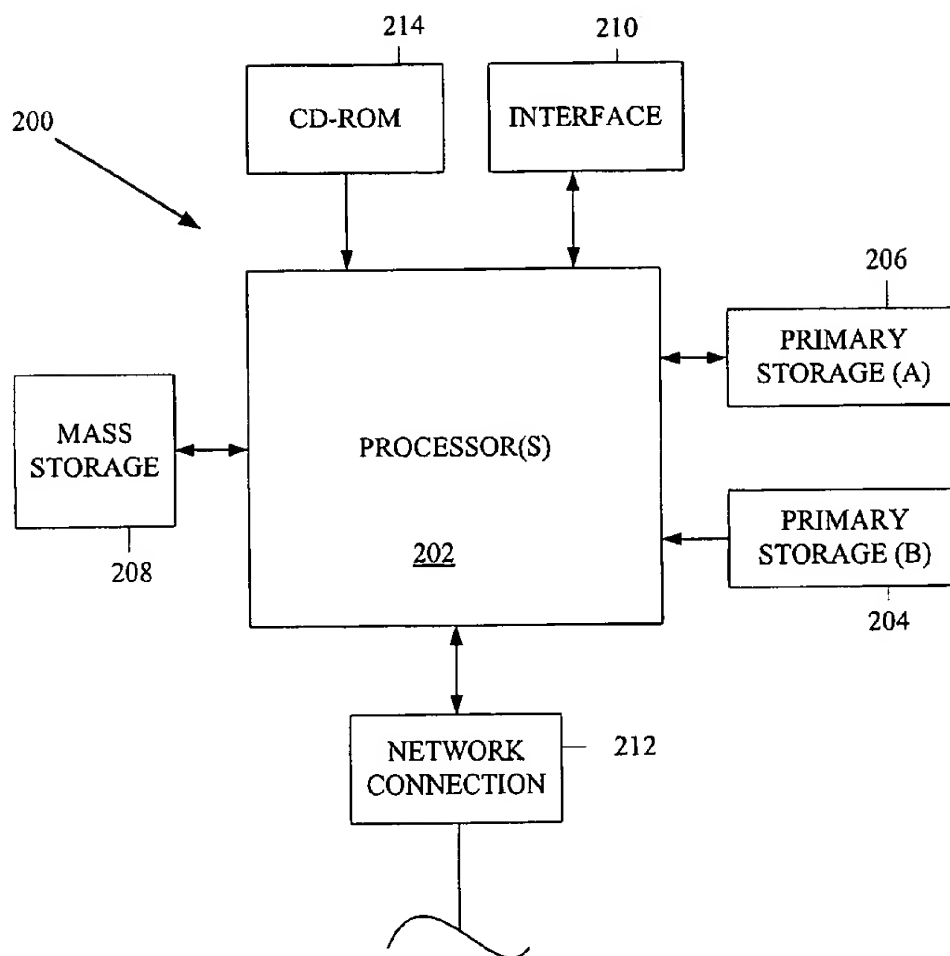 214
210
CD-ROM
INTERFACE
200
206
PRIMARY
STORAGE (A)
MASS
STORAGE
PROCESSOR(S)
PRIMARY
STORAGE (B)
202
208
204
NETWORK
CONNECTION
212